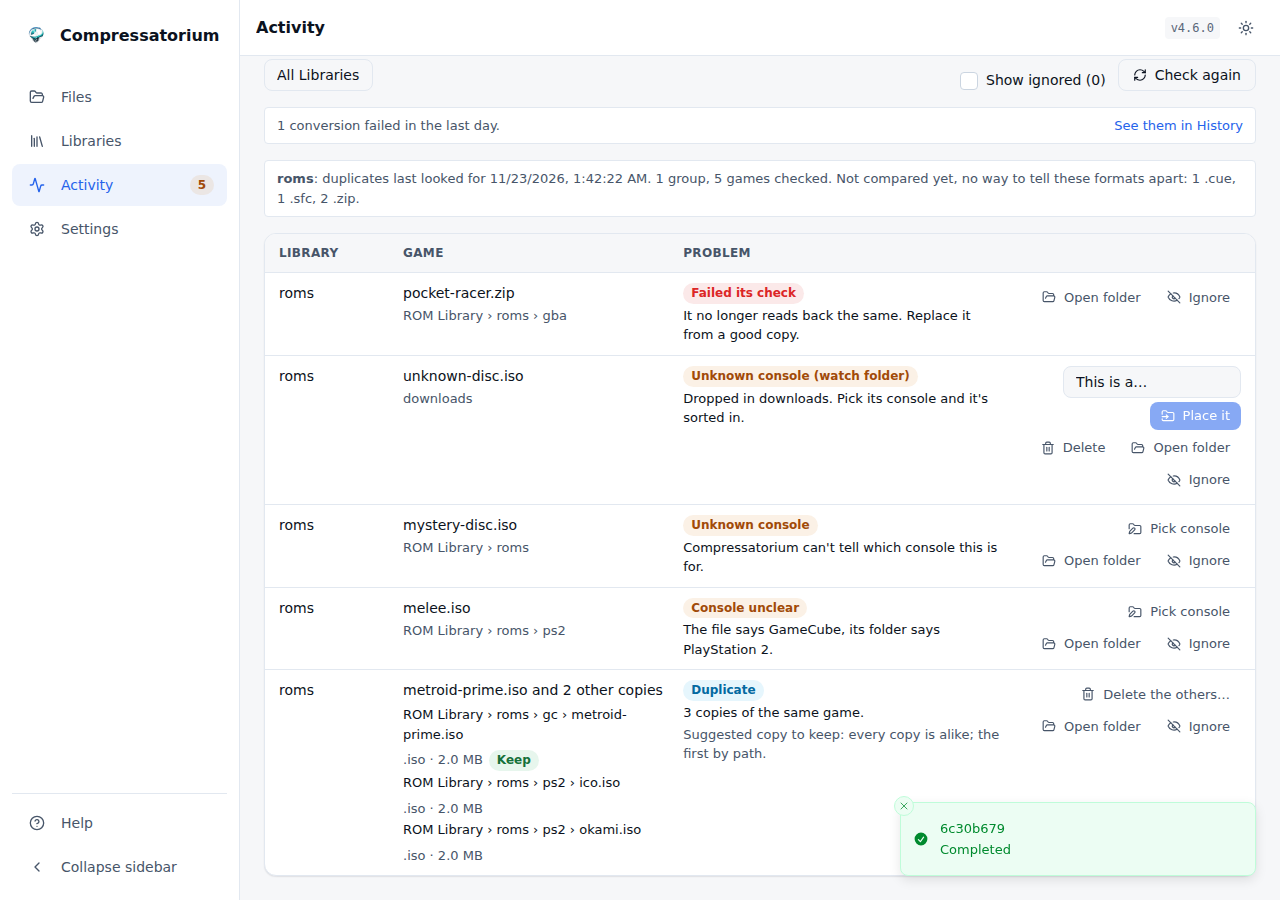 Compressatorium
Activity
v4.6.0
Files
Libraries
Activity 5
Settings
Help
Collapse sidebar
All Libraries
Show ignored (0)
Check again
1 conversion failed in the last day.
See them in History
roms: duplicates last looked for 11/23/2026, 1:42:22 AM. 1 group, 5 games checked. Not compared yet, no way to tell these formats apart: 1 .cue,
1 .sfc, 2 .zip.
LIBRARY GAME PROBLEM
roms
pocket-racer.zip
ROM Library › roms › gba
Failed its check
It no longer reads back the same. Replace it
from a good copy.
Open folder Ignore
roms
unknown-disc.iso
downloads
Unknown console (watch folder)
Dropped in downloads. Pick its console and it's
sorted in.
This is a…
Place it
Delete Open folder
Ignore
roms
mystery-disc.iso
ROM Library › roms
Unknown console
Compressatorium can't tell which console this is
for.
Pick console
Open folder Ignore
roms
melee.iso
ROM Library › roms › ps2
Console unclear
The file says GameCube, its folder says
PlayStation 2.
Pick console
Open folder Ignore
roms
metroid-prime.iso and 2 other copies
ROM Library › roms › gc › metroid-
prime.iso
.iso · 2.0 MB Keep
ROM Library › roms › ps2 › ico.iso
.iso · 2.0 MB
ROM Library › roms › ps2 › okami.iso
.iso · 2.0 MB
Duplicate
3 copies of the same game.
Suggested copy to keep: every copy is alike; the
first by path.
Delete the others…
Open folder Ignore
6c30b679
Completed